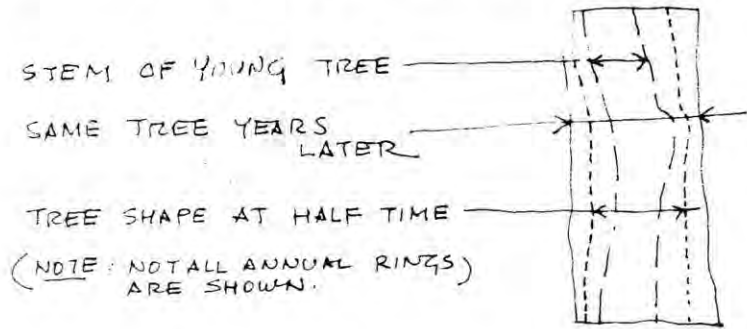 STEM OF YOUNG TREE
SAME TREE YEARS
LATER
TREE SHAPE AT HALF TIME
(NOTE: NOT ALL ANNUAL RINGS)
ARE SHOWN.